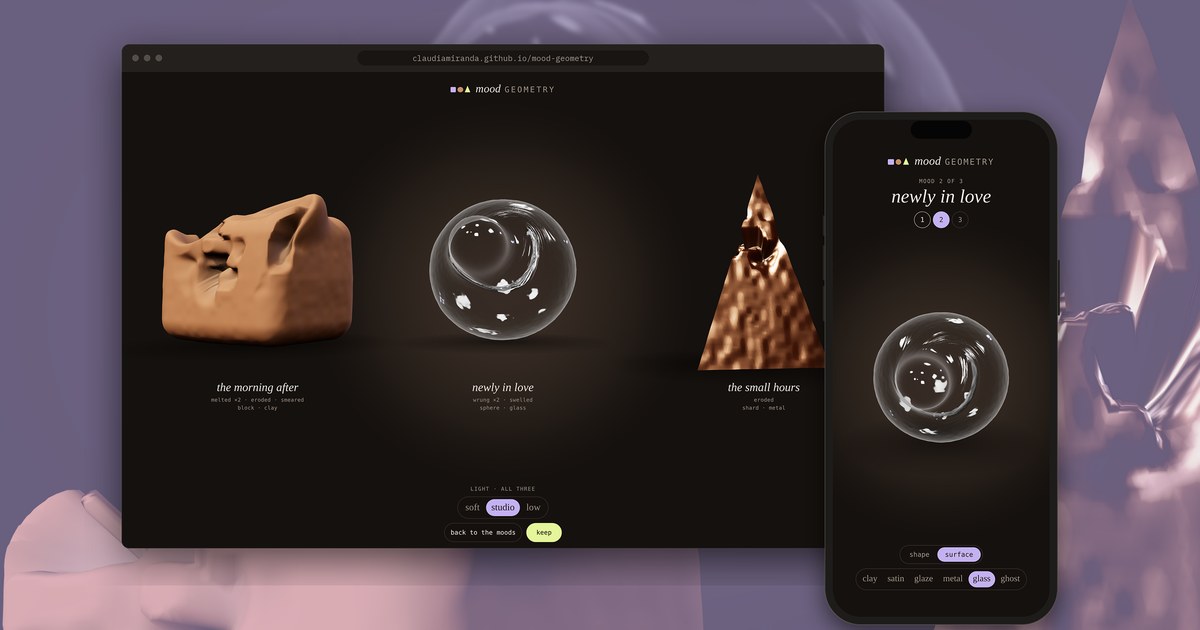 claudiamiranda.github.io/mood-geometry
mood GEOMETRY
the morning after
melted ×2 · eroded · smeared
block · clay
newly in love
wrung ×2 · swelled
sphere · glass
the small hours
eroded
shard · metal
LIGHT · ALL THREE
soft studio low
back to the moods keep
mood GEOMETRY
MOOD 2 OF 3
newly in love
1 2 3
shape surface
clay satin glaze metal glass ghost